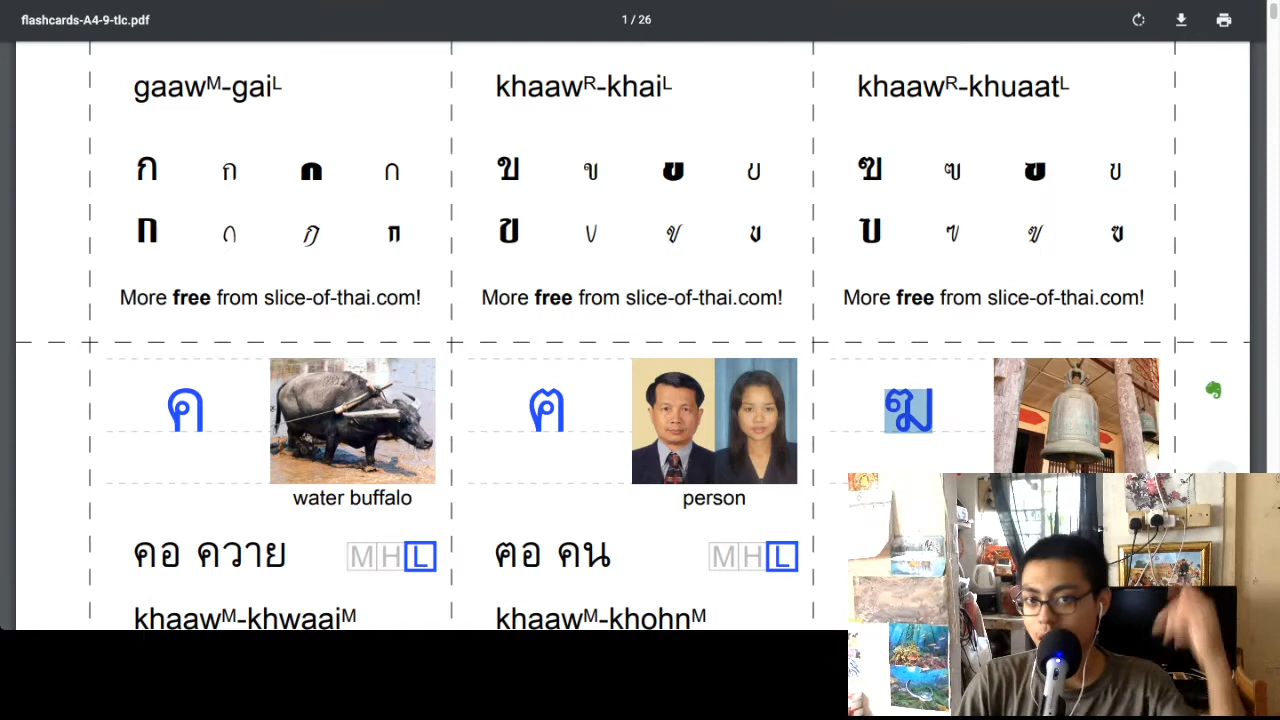 flashcards-A4-9-tlc.pdf
1 / 26
gaawᴹ-gaiᴸ
khaawᴿ-khaiᴸ
khaawᴿ-khuaatᴸ
ก ก ก ก
ข ข ข ข
ฃ ฃ ฃ ฃ
ก ก ก ก
ข ข ข ข
ฃ ฃ ฃ ฃ
More free from slice-of-thai.com!
More free from slice-of-thai.com!
More free from slice-of-thai.com!
ค
ฅ
ฆ
water buffalo
person
คอ ควาย
M H L
ฅอ คน
M H L
khaawᴹ-khwaaiᴹ
khaawᴹ-khohnᴹ